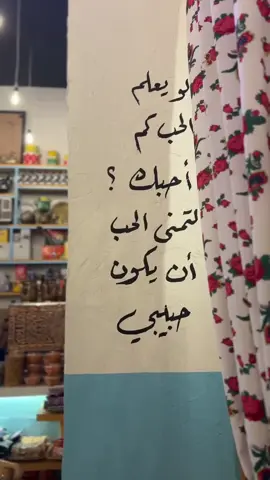 لو يعلم
الحب كم
أحبك ؟
لتمنى الحب
أن يكون
حبيبي